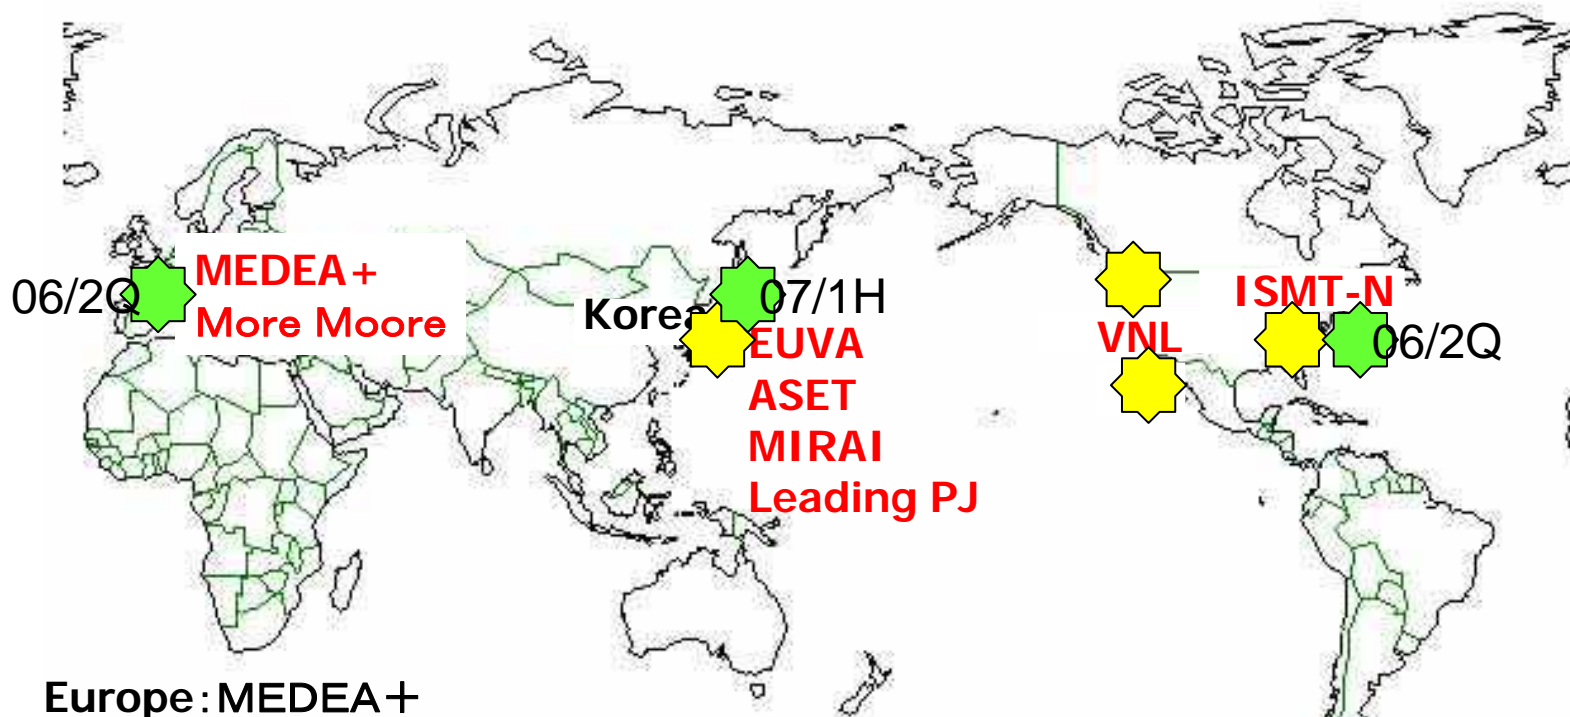 06/2Q
MEDEA+
More Moore
Korea
07/1H
EUVA
ASET
MIRAI
Leading PJ
VNL
ISMT-N
06/2Q
Europe:MEDEA+